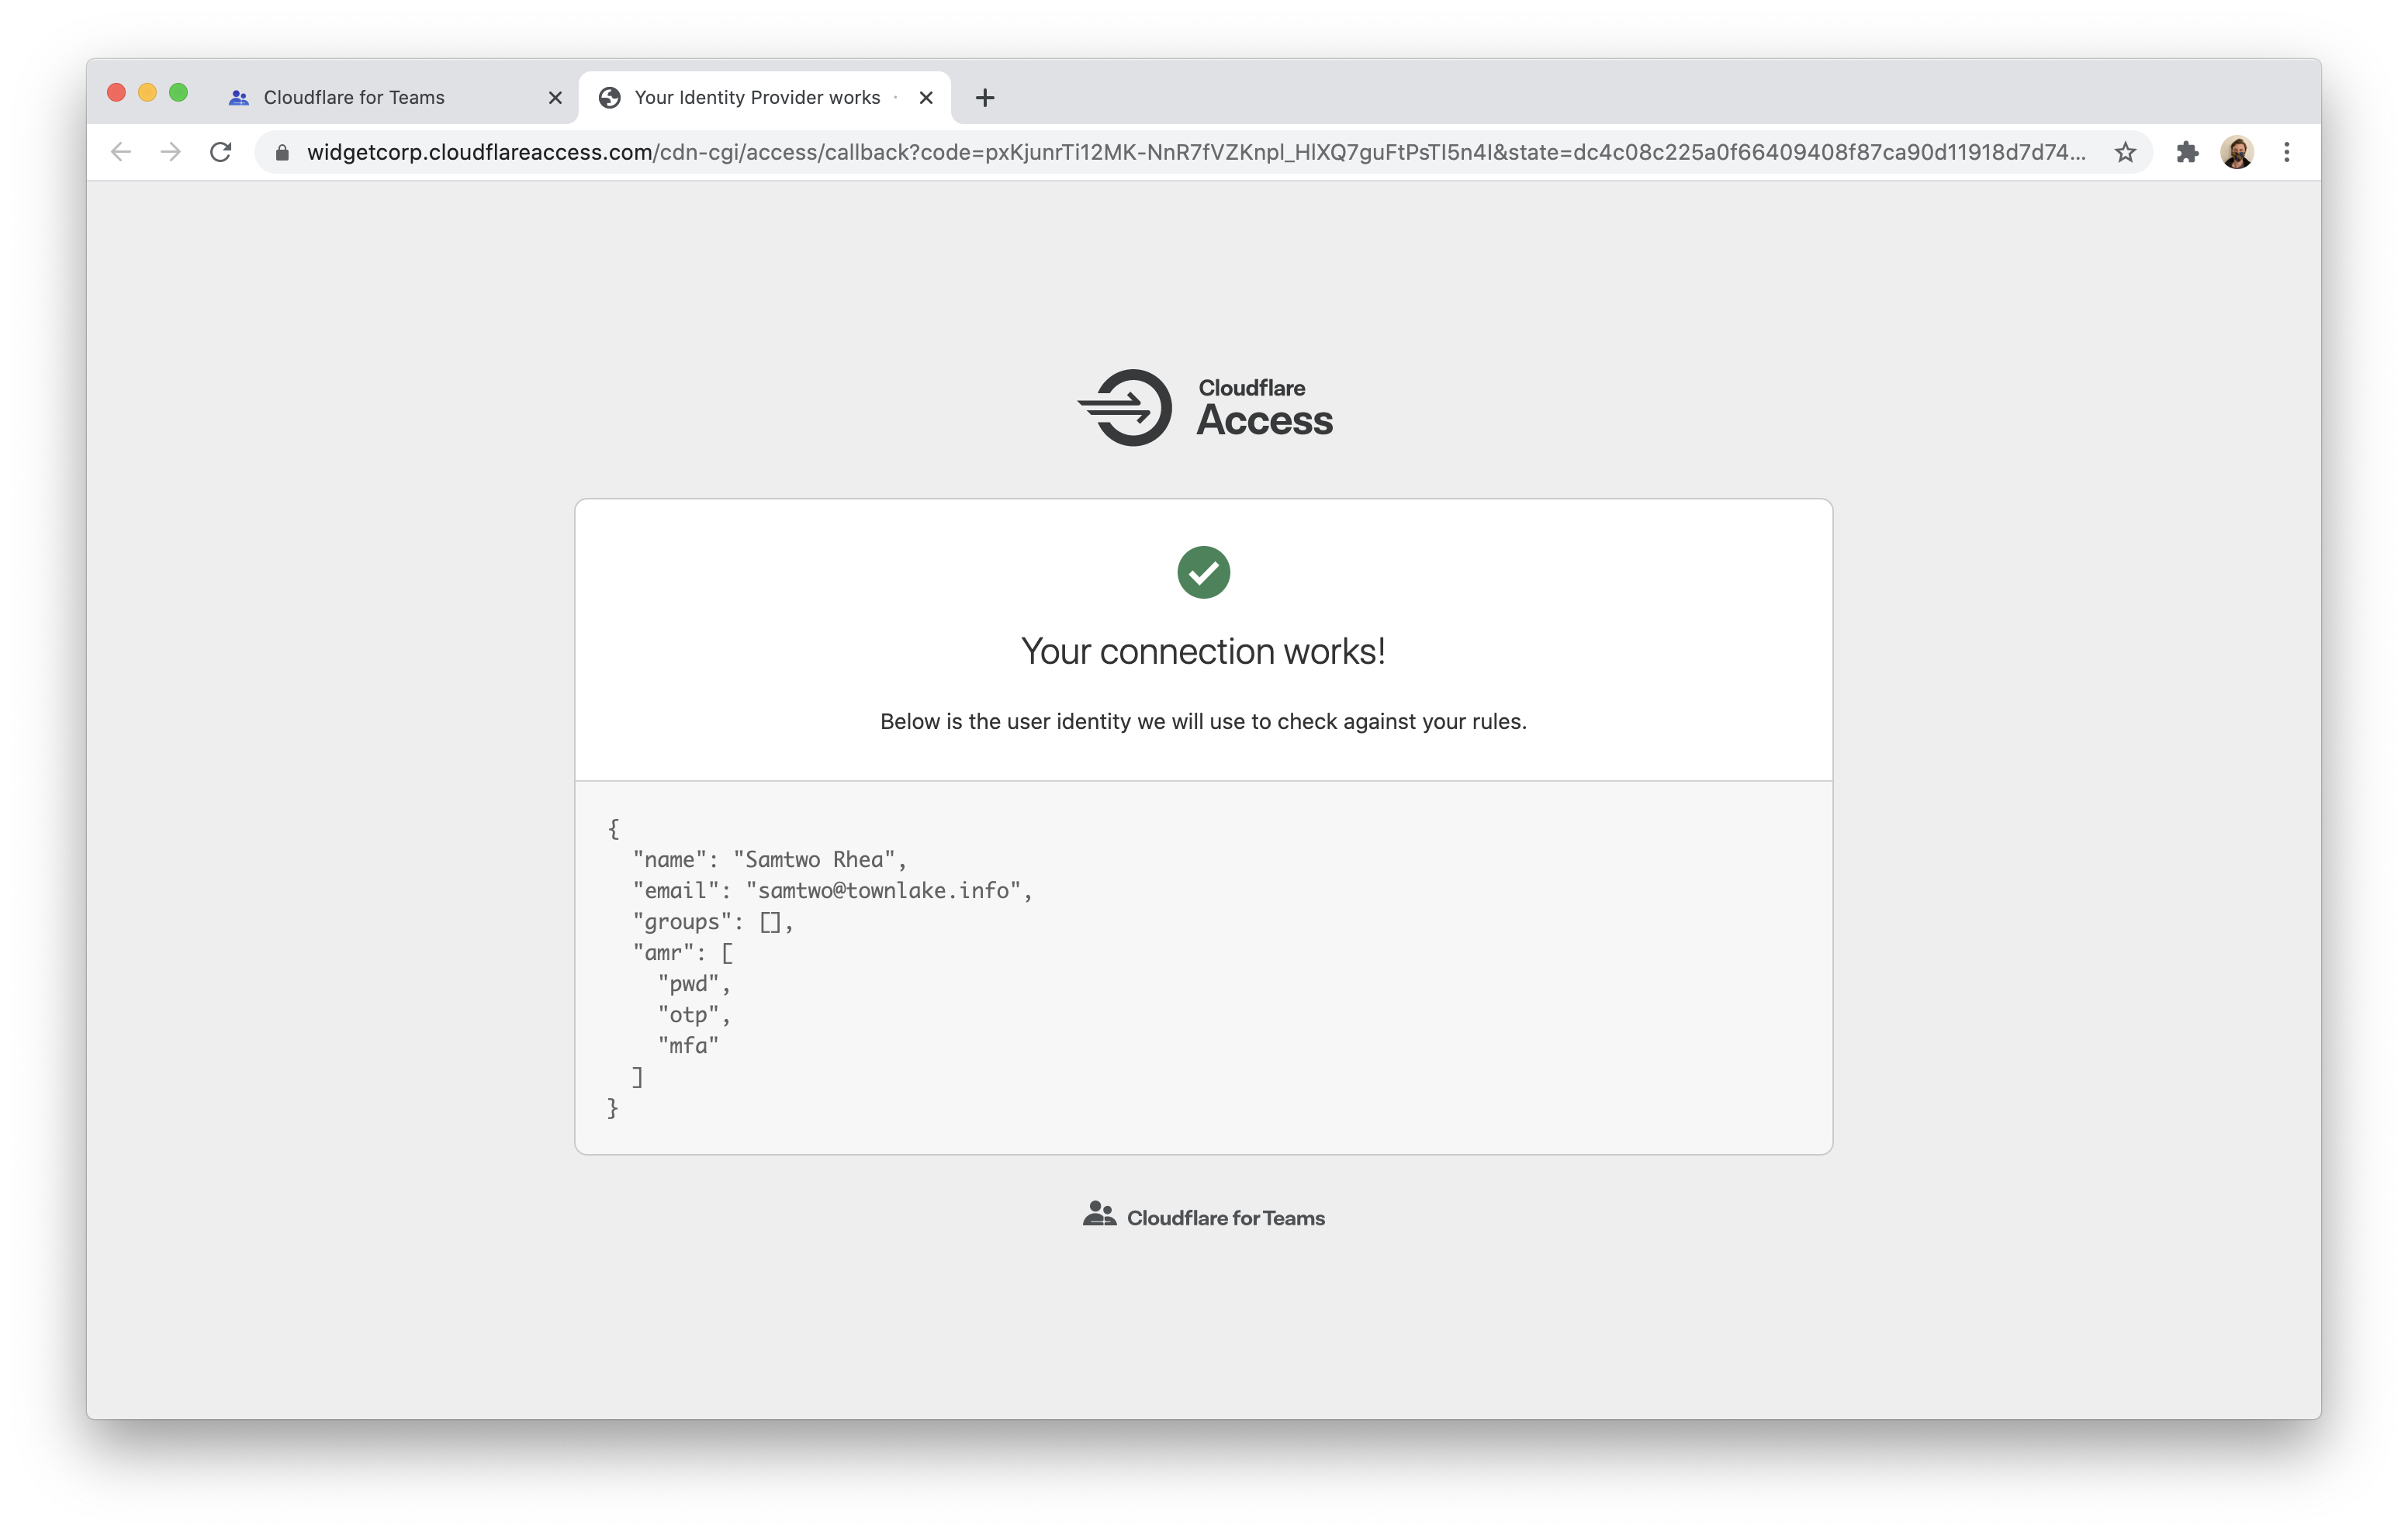 Cloudflare for Teams
Your Identity Provider works
widgetcorp.cloudflareaccess.com/cdn-cgi/access/callback?code=pxKjunrTi12MK-NnR7fVZKnpl_HlXQ7guFtPsTI5n4I&state=dc4c08c225a0f66409408f87ca90d11918d7d74...
Cloudflare
Access
Your connection works!
Below is the user identity we will use to check against your rules.
{
"name": "Samtwo Rhea",
"email": "samtwo@townlake.info",
"groups": [],
"amr": [
"pwd",
"otp",
"mfa"
]
}
Cloudflare for Teams